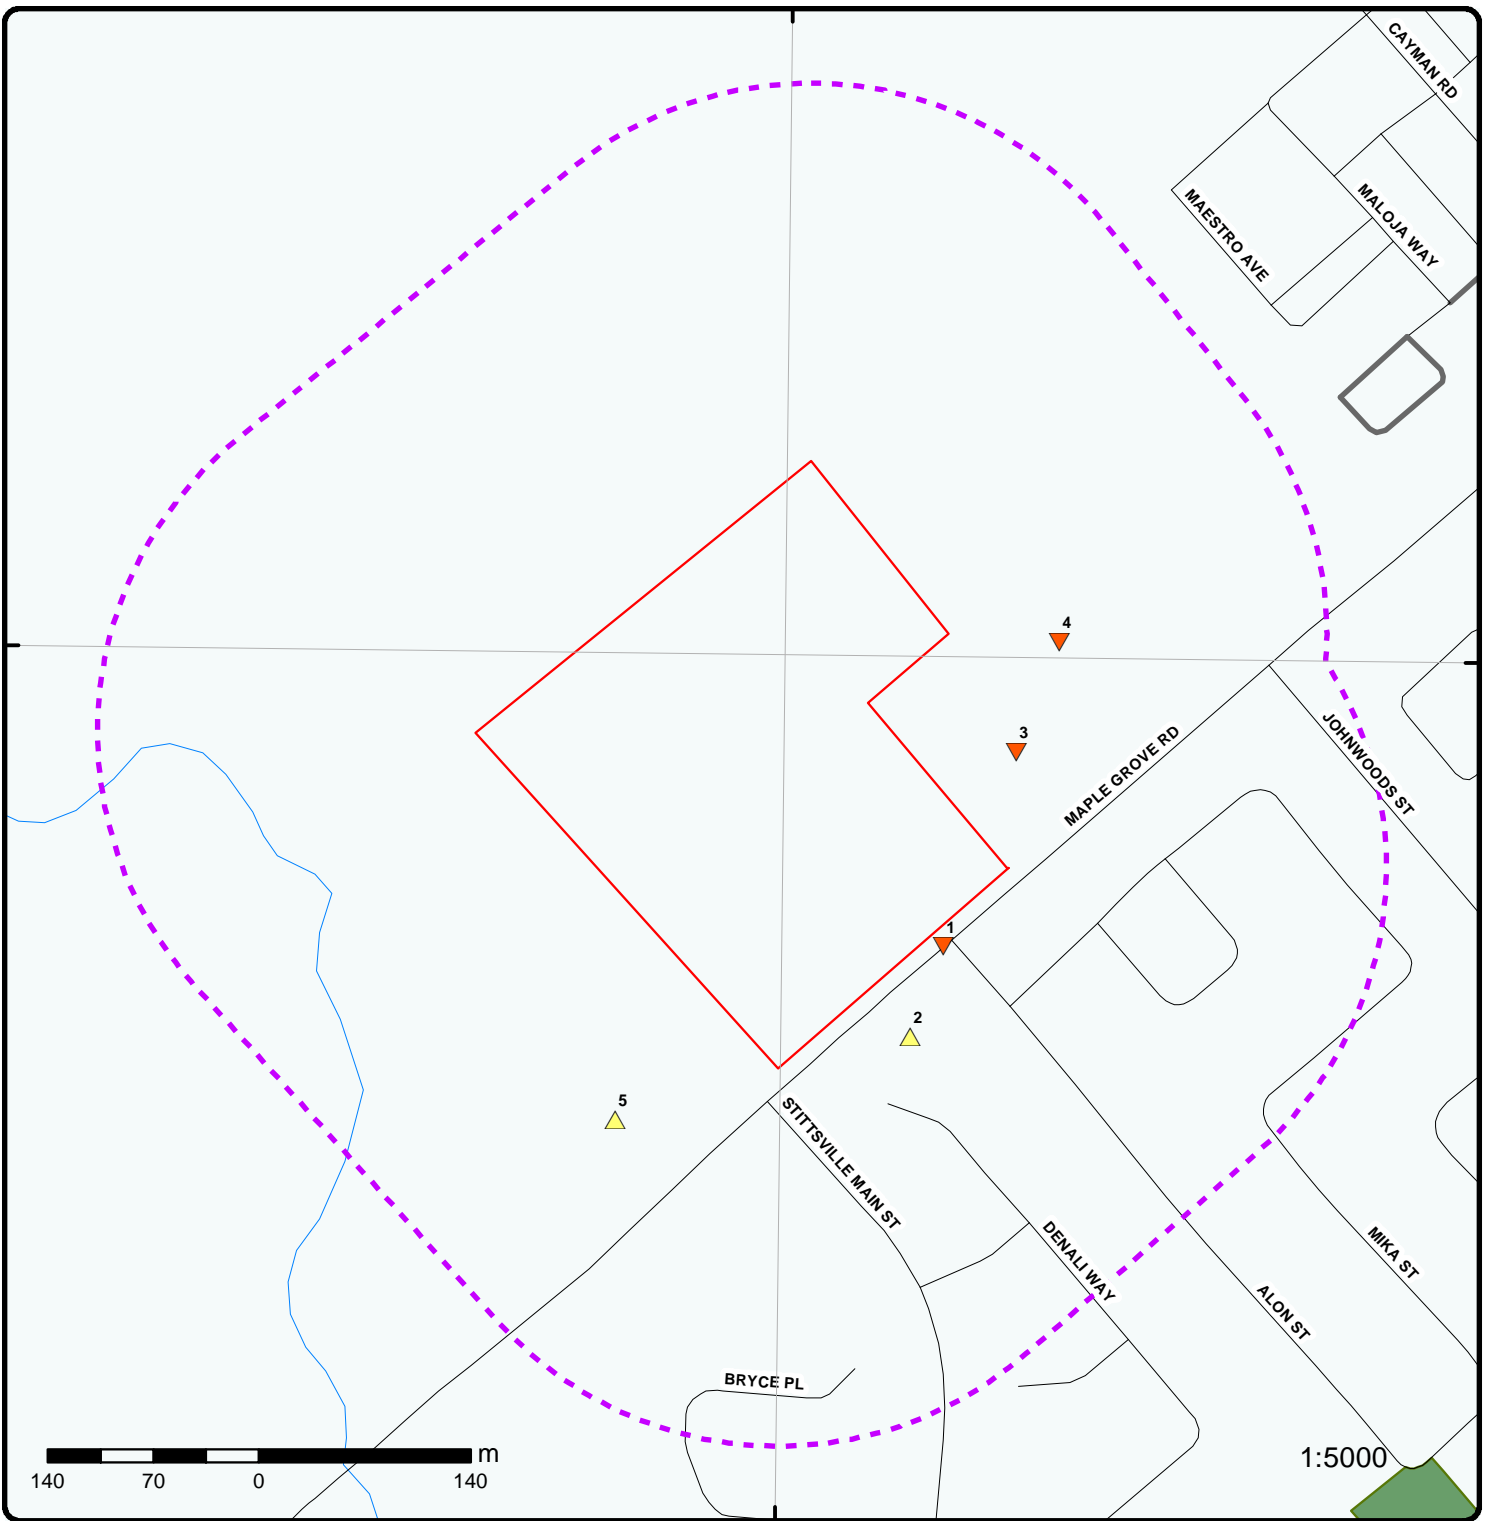 CAYMAN RD
MALOJA WAY
MAESTRO AVE
4
3
MAPLE GROVE RD
JOHNWOODS ST
1
2
5
STITTSVILLE MAIN ST
DENALI WAY
MIKA ST
ALON ST
BRYCE PL
m
1:5000
140 70 0 140